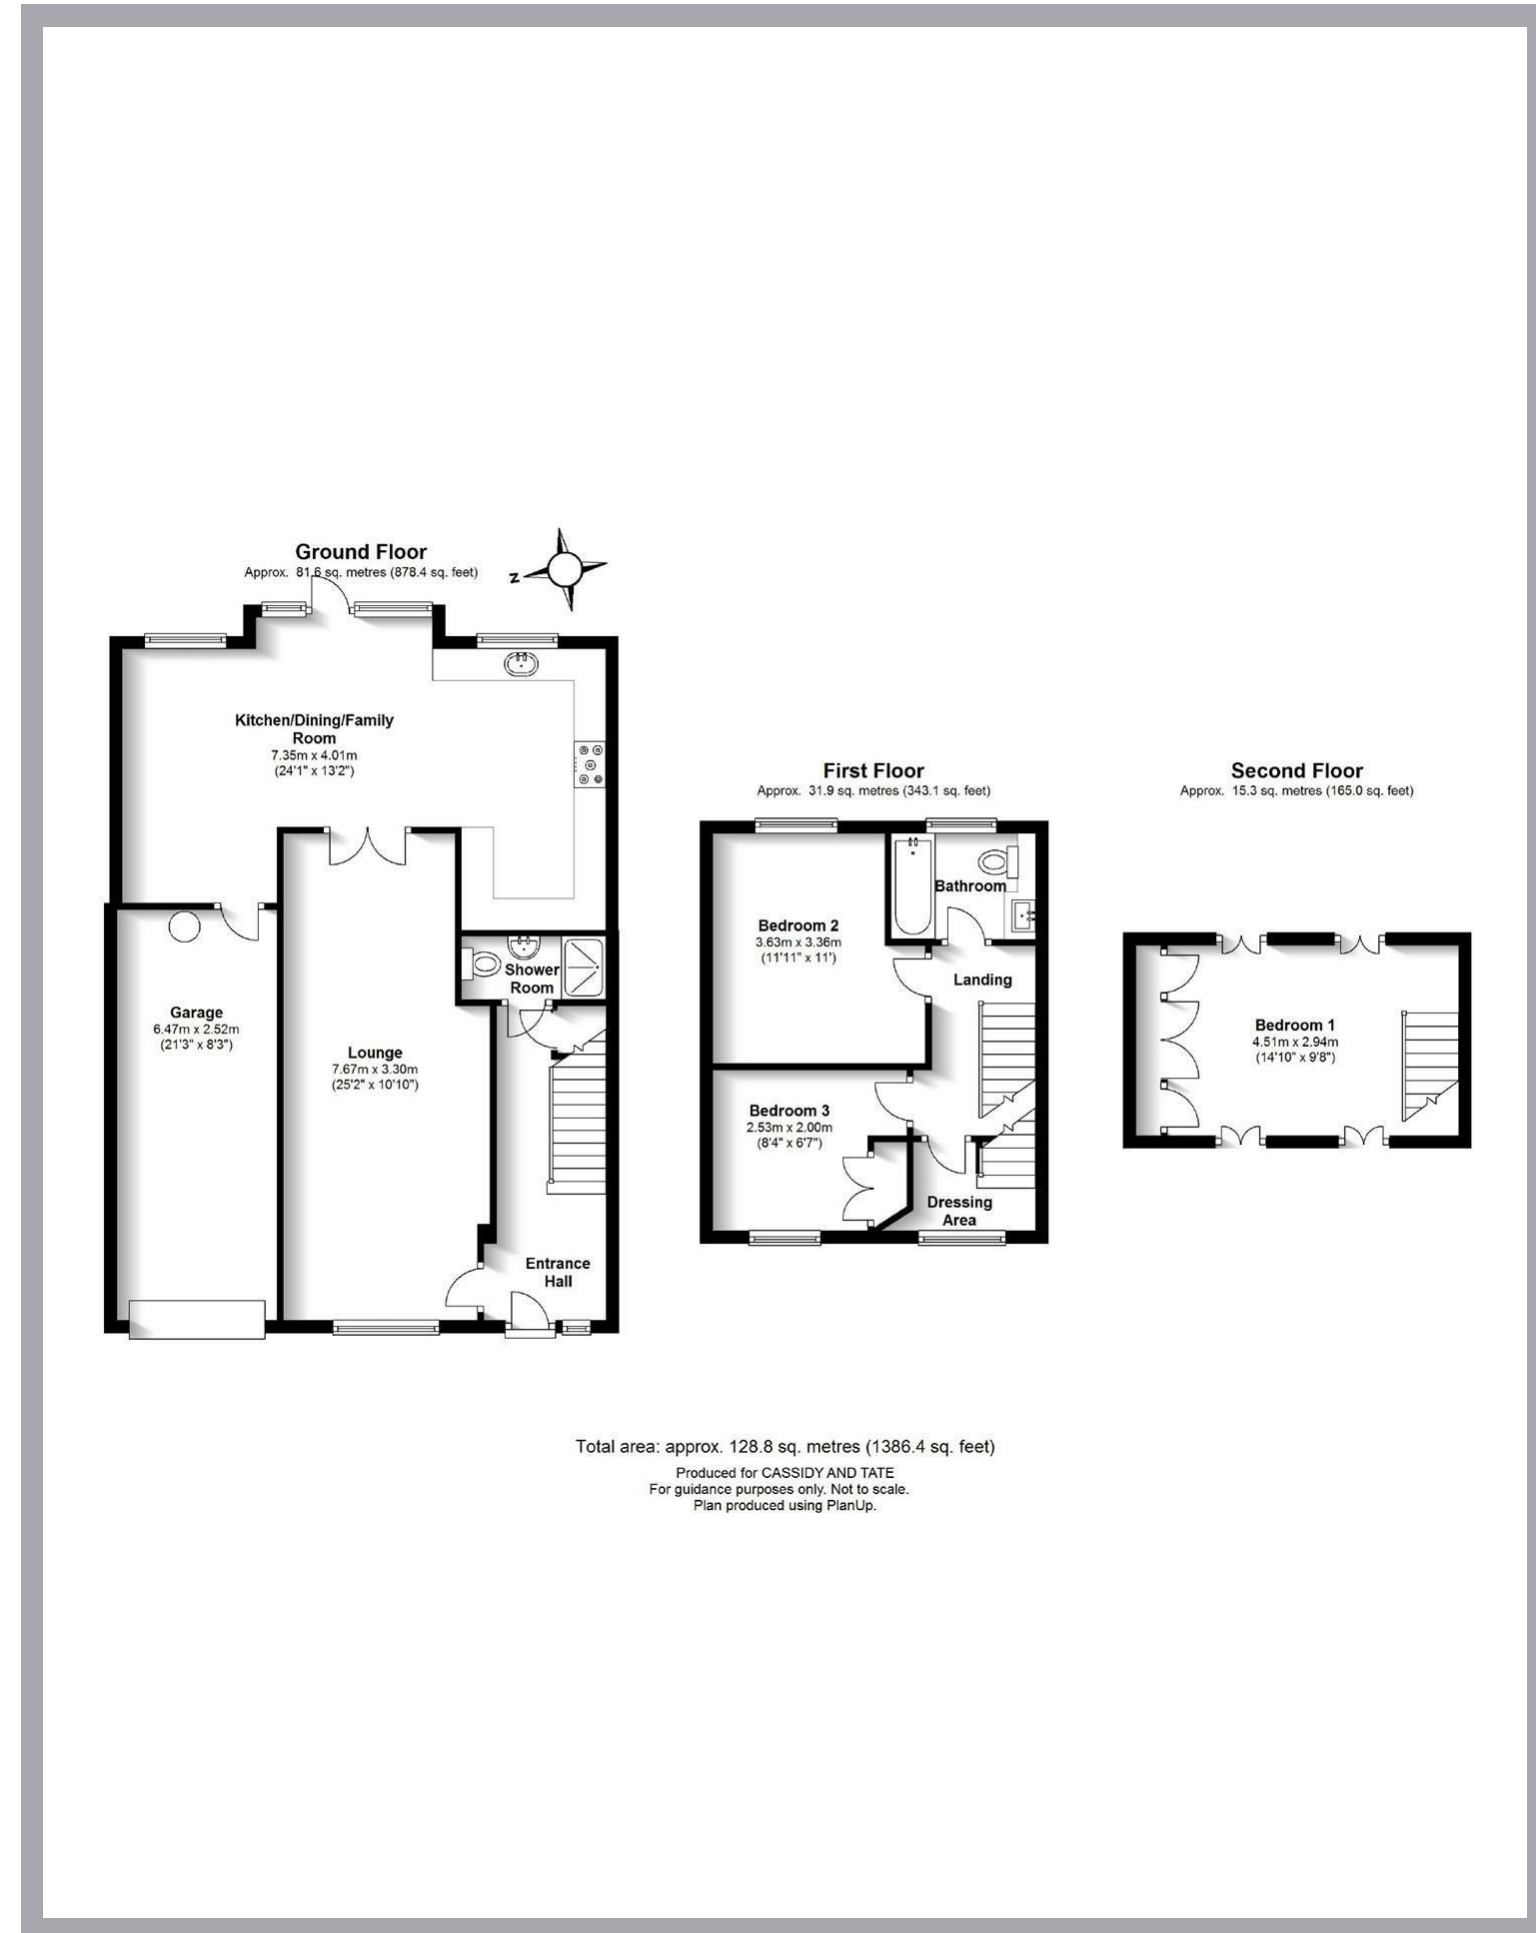 Ground Floor
Approx. 81.6 sq. metres (878.4 sq. feet)
Z
Kitchen/Dining/Family
Room
7.35m x 4.01m
(24'1" x 13'2")
Garage
6.47m x 2.52m
(21'3" x 8'3")
Lounge
7.67m x 3.30m
(25'2" x 10'10")
Shower
Room
Entrance
Hall
First Floor
Approx. 31.9 sq. metres (343.1 sq. feet)
Bedroom 2
3.63m x 3.36m
(11'11" x 11')
Bathroom
Landing
Bedroom 3
2.53m x 2.00m
(8'4" x 6'7")
Dressing
Area
Second Floor
Approx. 15.3 sq. metres (165.0 sq. feet)
Bedroom 1
4.51m x 2.94m
(14'10" x 9'8")
Total area: approx. 128.8 sq. metres (1386.4 sq. feet)
Produced for CASSIDY AND TATE
For guidance purposes only. Not to scale.
Plan produced using PlanUp.